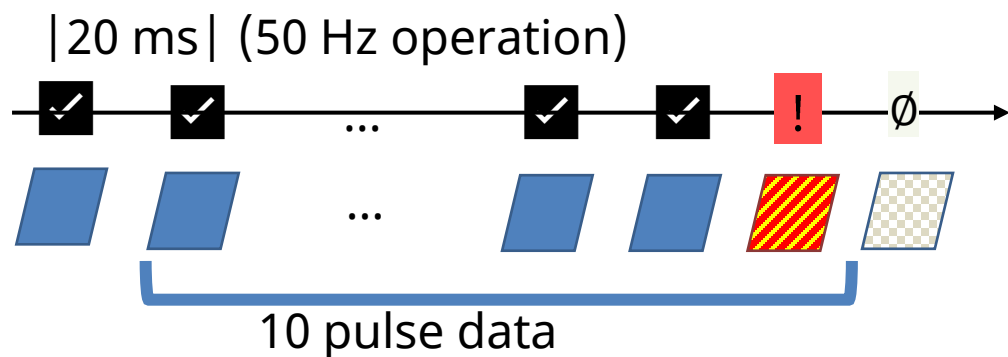 |20 ms| (50 Hz operation)
... ! ∅
...
10 pulse data